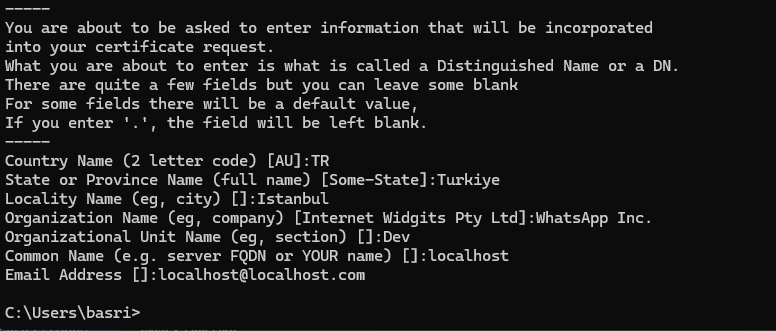 -----
You are about to be asked to enter information that will be incorporated
into your certificate request.
What you are about to enter is what is called a Distinguished Name or a DN.
There are quite a few fields but you can leave some blank
For some fields there will be a default value,
If you enter '.', the field will be left blank.
-----
Country Name (2 letter code) [AU]:TR
State or Province Name (full name) [Some-State]:Turkiye
Locality Name (eg, city) []:Istanbul
Organization Name (eg, company) [Internet Widgits Pty Ltd]:WhatsApp Inc.
Organizational Unit Name (eg, section) []:Dev
Common Name (e.g. server FQDN or YOUR name) []:localhost
Email Address []:localhost@localhost.com
C:\Users\basri>